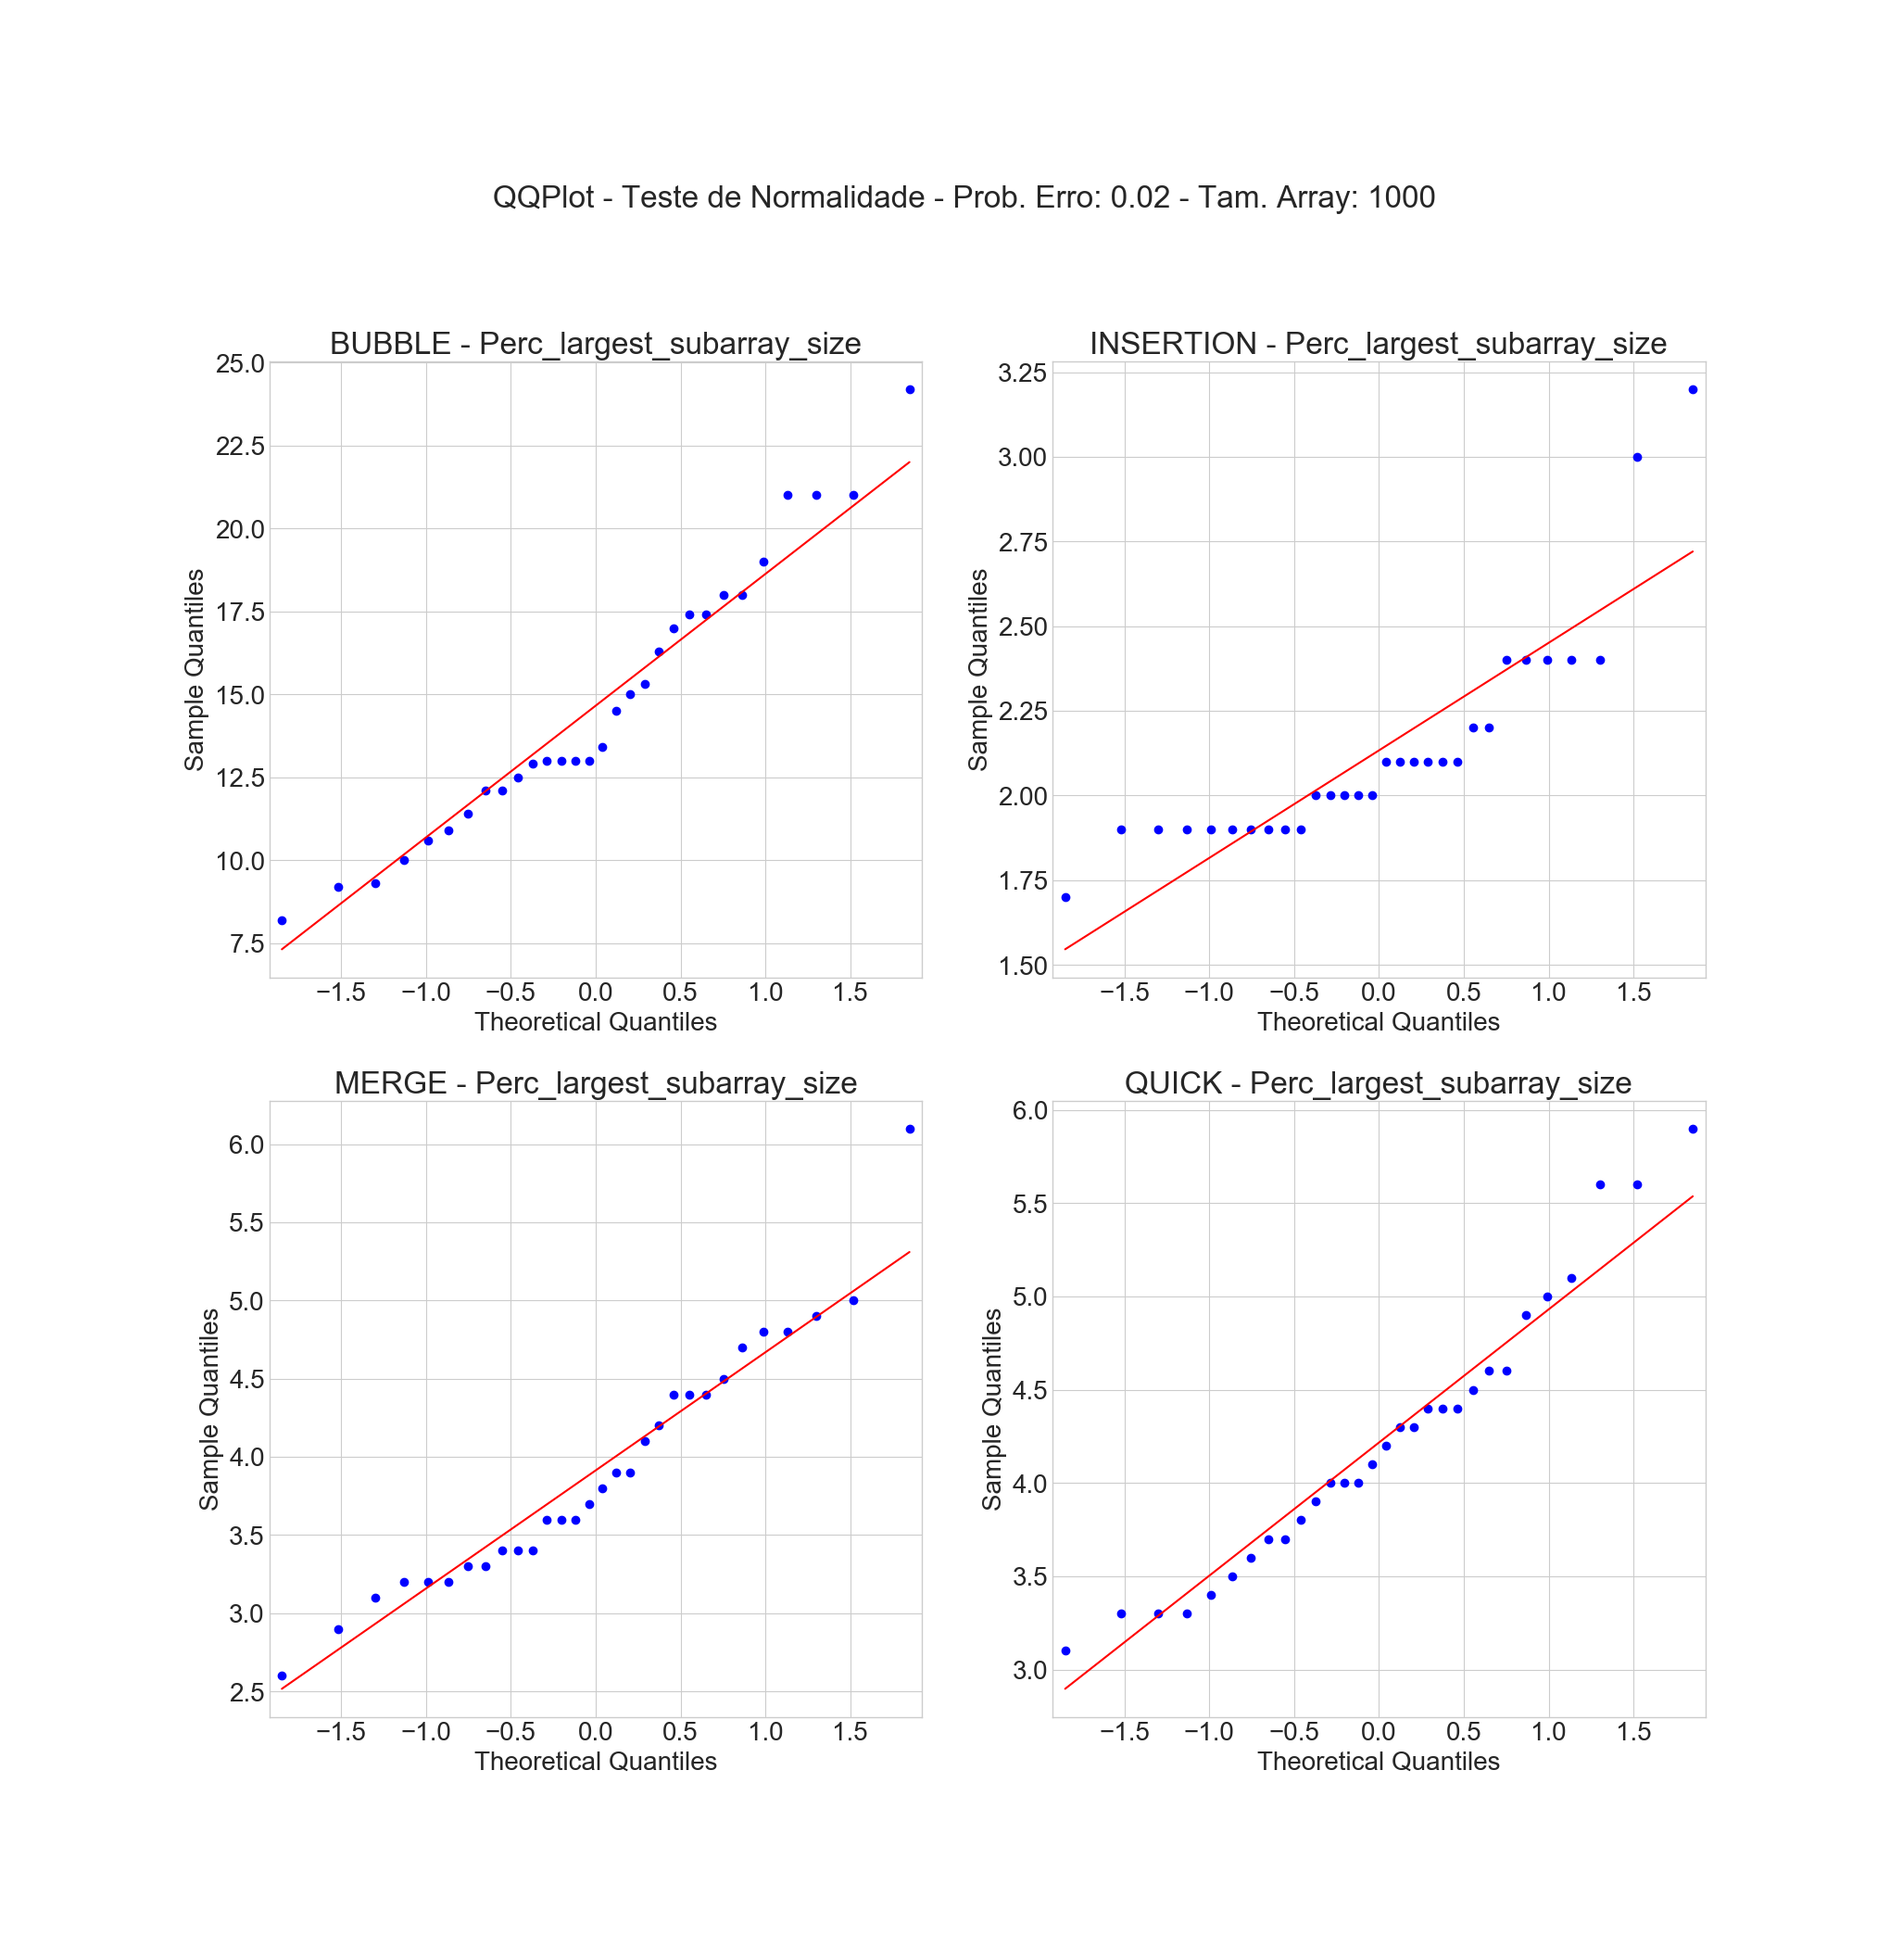 QQPlot - Teste de Normalidade - Prob. Erro: 0.02 - Tam. Array: 1000
BUBBLE - Perc_largest_subarray_size
25.0
22.5
20.0
17.5
15.0
12.5
10.0
7.5
Sample Quantiles
−1.5 −1.0 −0.5 0.0 0.5 1.0 1.5
Theoretical Quantiles
INSERTION - Perc_largest_subarray_size
3.25
3.00
2.75
2.50
2.25
2.00
1.75
1.50
Sample Quantiles
−1.5 −1.0 −0.5 0.0 0.5 1.0 1.5
Theoretical Quantiles
MERGE - Perc_largest_subarray_size
6.0
5.5
5.0
4.5
4.0
3.5
3.0
2.5
Sample Quantiles
−1.5 −1.0 −0.5 0.0 0.5 1.0 1.5
Theoretical Quantiles
QUICK - Perc_largest_subarray_size
6.0
5.5
5.0
4.5
4.0
3.5
3.0
Sample Quantiles
−1.5 −1.0 −0.5 0.0 0.5 1.0 1.5
Theoretical Quantiles